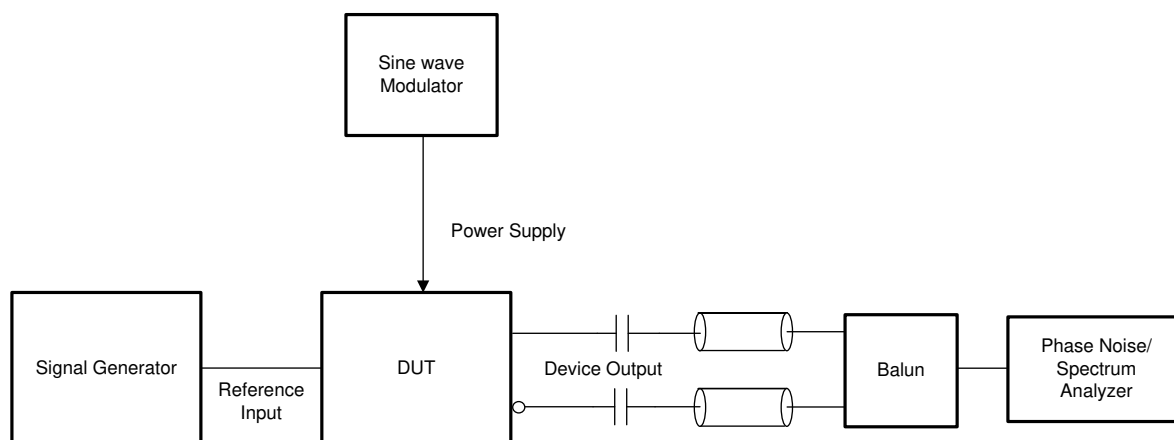 Sine wave
Modulator
Power Supply
Signal Generator
Reference
Input
DUT
Device Output
Balun
Phase Noise/
Spectrum
Analyzer